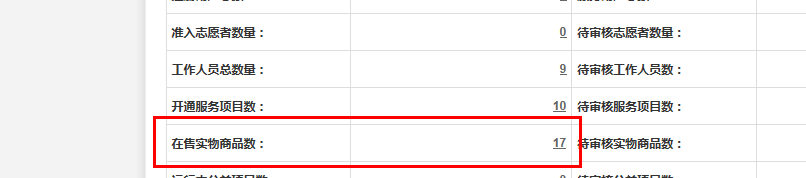 准入志愿者数量： 0 待审核志愿者数量：
工作人员总数量： 9 待审核工作人员数：
开通服务项目数： 10 待审核服务项目数：
在售实物商品数： 17 待审核实物商品数：